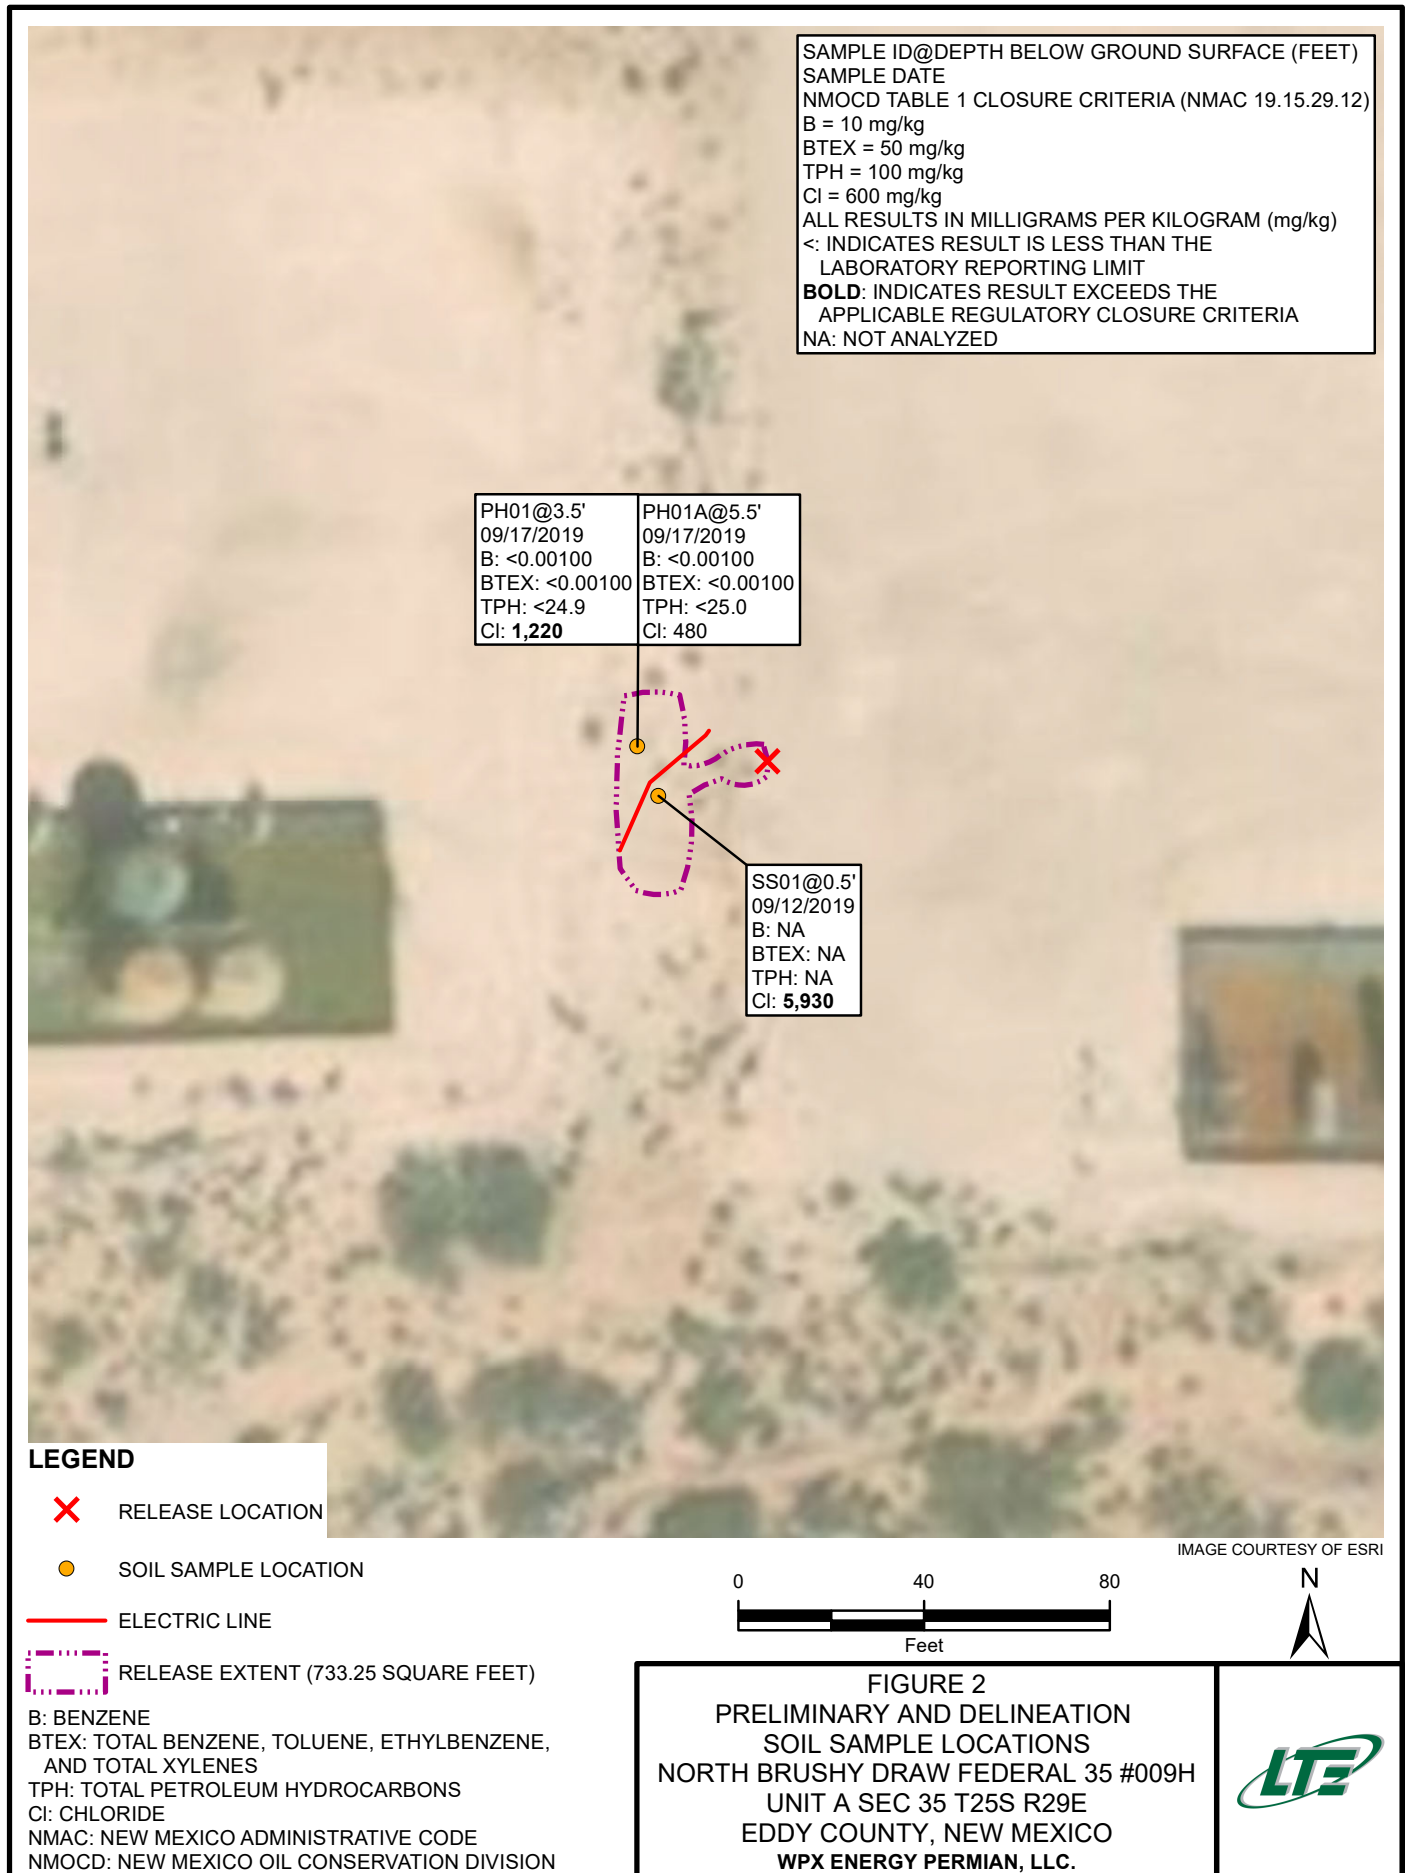 SAMPLE ID@DEPTH BELOW GROUND SURFACE (FEET)
SAMPLE DATE
NMOCD TABLE 1 CLOSURE CRITERIA (NMAC 19.15.29.12)
B = 10 mg/kg
BTEX = 50 mg/kg
TPH = 100 mg/kg
Cl = 600 mg/kg
ALL RESULTS IN MILLIGRAMS PER KILOGRAM (mg/kg)
<: INDICATES RESULT IS LESS THAN THE
LABORATORY REPORTING LIMIT
BOLD: INDICATES RESULT EXCEEDS THE
APPLICABLE REGULATORY CLOSURE CRITERIA
NA: NOT ANALYZED
PH01@3.5'
09/17/2019
B: <0.00100
BTEX: <0.00100
TPH: <24.9
Cl: 1,220
PH01A@5.5'
09/17/2019
B: <0.00100
BTEX: <0.00100
TPH: <25.0
Cl: 480
SS01@0.5'
09/12/2019
B: NA
BTEX: NA
TPH: NA
Cl: 5,930
LEGEND
RELEASE LOCATION
SOIL SAMPLE LOCATION
ELECTRIC LINE
RELEASE EXTENT (733.25 SQUARE FEET)
B: BENZENE
BTEX: TOTAL BENZENE, TOLUENE, ETHYLBENZENE,
AND TOTAL XYLENES
TPH: TOTAL PETROLEUM HYDROCARBONS
Cl: CHLORIDE
NMAC: NEW MEXICO ADMINISTRATIVE CODE
NMOCD: NEW MEXICO OIL CONSERVATION DIVISION
IMAGE COURTESY OF ESRI
0 40 80
Feet
N
FIGURE 2
PRELIMINARY AND DELINEATION
SOIL SAMPLE LOCATIONS
NORTH BRUSHY DRAW FEDERAL 35 #009H
UNIT A SEC 35 T25S R29E
EDDY COUNTY, NEW MEXICO
WPX ENERGY PERMIAN, LLC.
LTE